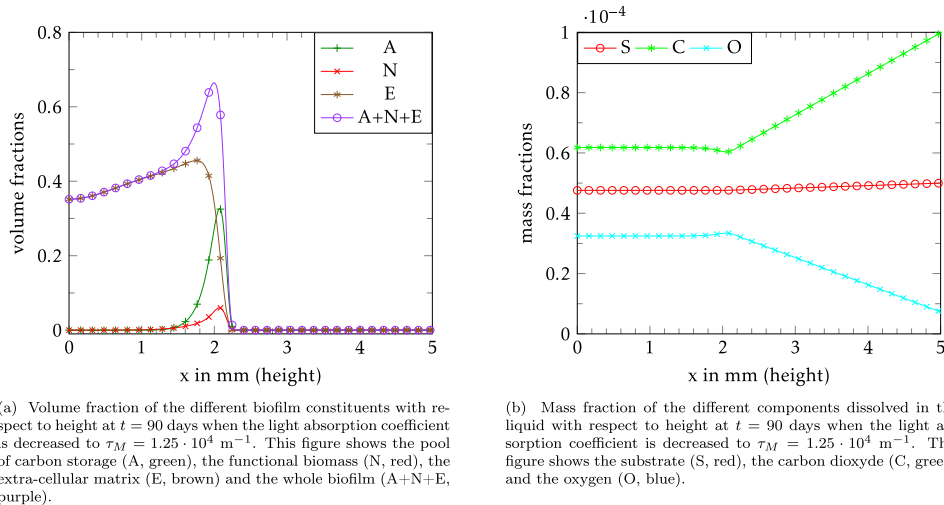 0.8
0.6
0.4
0.2
0
volume fractions
0 1 2 3 4 5
x in mm (height)
A
N
E
A+N+E
·10⁻⁴
1
0.8
0.6
0.4
0.2
0
mass fractions
0 1 2 3 4 5
x in mm (height)
S C O
(a) Volume fraction of the different biofilm constituents with re-
spect to height at t = 90 days when the light absorption coefficient
is decreased to τM = 1.25 · 10⁴ m⁻¹. This figure shows the pool
of carbon storage (A, green), the functional biomass (N, red), the
extra-cellular matrix (E, brown) and the whole biofilm (A+N+E,
purple).
(b) Mass fraction of the different components dissolved in th
liquid with respect to height at t = 90 days when the light a
sorption coefficient is decreased to τM = 1.25 · 10⁴ m⁻¹. Th
figure shows the substrate (S, red), the carbon dioxyde (C, gree
and the oxygen (O, blue).